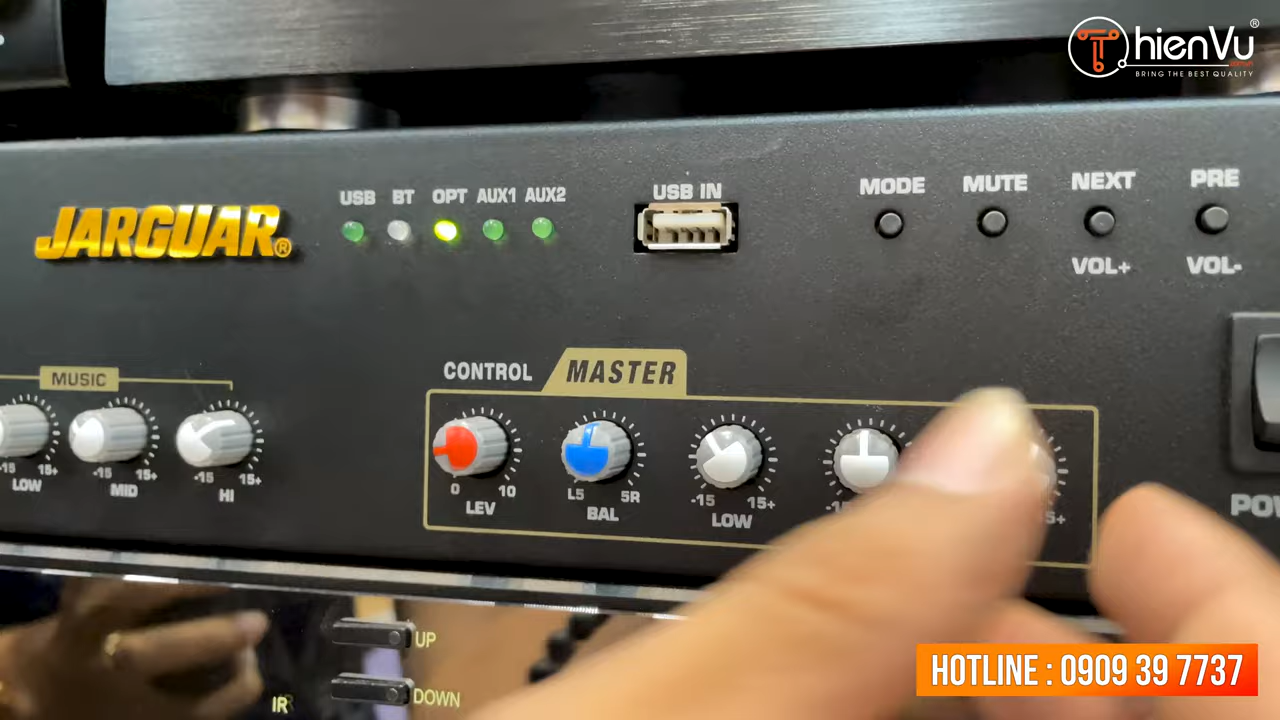 ThienVu®
BRING THE BEST QUALITY
JARGUAR®
USB BT OPT AUX1 AUX2
USB IN
MODE MUTE NEXT PRE
VOL+ VOL-
MUSIC
-15 15+ -15 15+ -15 15+
LOW MID HI
CONTROL MASTER
0 10 L5 5R -15 15+
LEV BAL LOW
UP
DOWN
IR
HOTLINE : 0909 39 7737